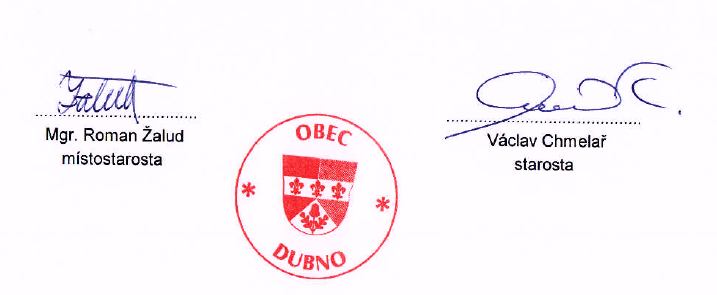 Žalud
Mgr. Roman Žalud
místostarosta
Václav Chmelař
starosta
OBEC
DUBNO